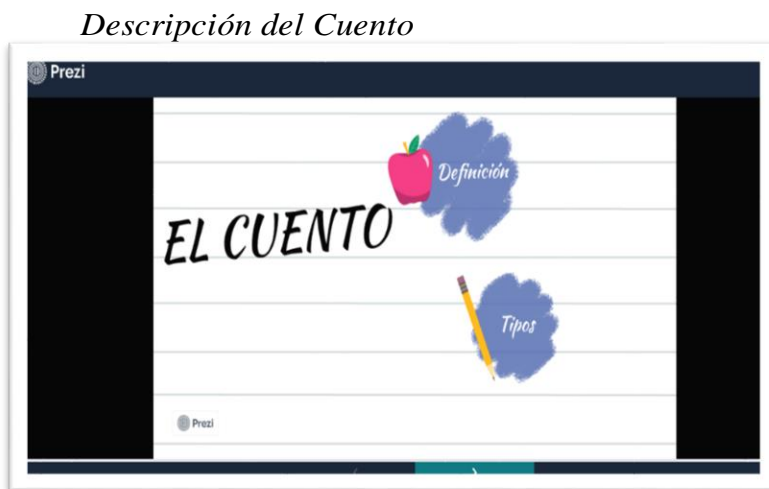 Descripción del Cuento
Prezi
Definición
EL CUENTO
Tipos
Prezi